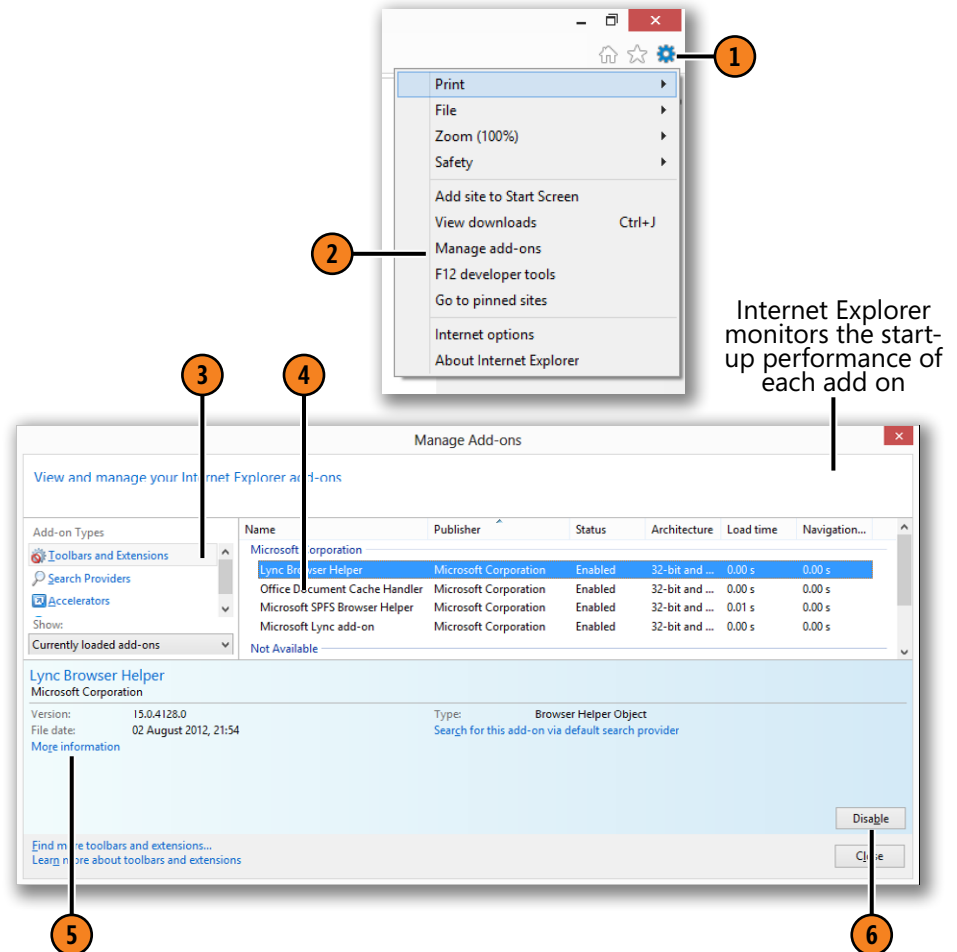 1
Print
File
Zoom (100%)
Safety
Add site to Start Screen
View downloads Ctrl+J
2
Manage add-ons
F12 developer tools
Go to pinned sites
Internet options
About Internet Explorer
Internet Explorer
monitors the start-
up performance of
each add on
3 4
Manage Add-ons
View and manage your Internet Explorer add-ons
Add-on Types
Toolbars and Extensions
Search Providers
Accelerators
Show:
Currently loaded add-ons
Name Publisher Status Architecture Load time Navigation...
Microsoft Corporation
Lync Browser Helper Microsoft Corporation Enabled 32-bit and ... 0.00 s 0.00 s
Office Document Cache Handler Microsoft Corporation Enabled 32-bit and ... 0.00 s 0.00 s
Microsoft SPFS Browser Helper Microsoft Corporation Enabled 32-bit and ... 0.01 s 0.00 s
Microsoft Lync add-on Microsoft Corporation Enabled 32-bit and ... 0.00 s 0.00 s
Not Available
Lync Browser Helper
Microsoft Corporation
Version: 15.0.4128.0
File date: 02 August 2012, 21:54
More information
Type: Browser Helper Object
Search for this add-on via default search provider
Disable
Find more toolbars and extensions...
Learn more about toolbars and extensions
Close
5 6